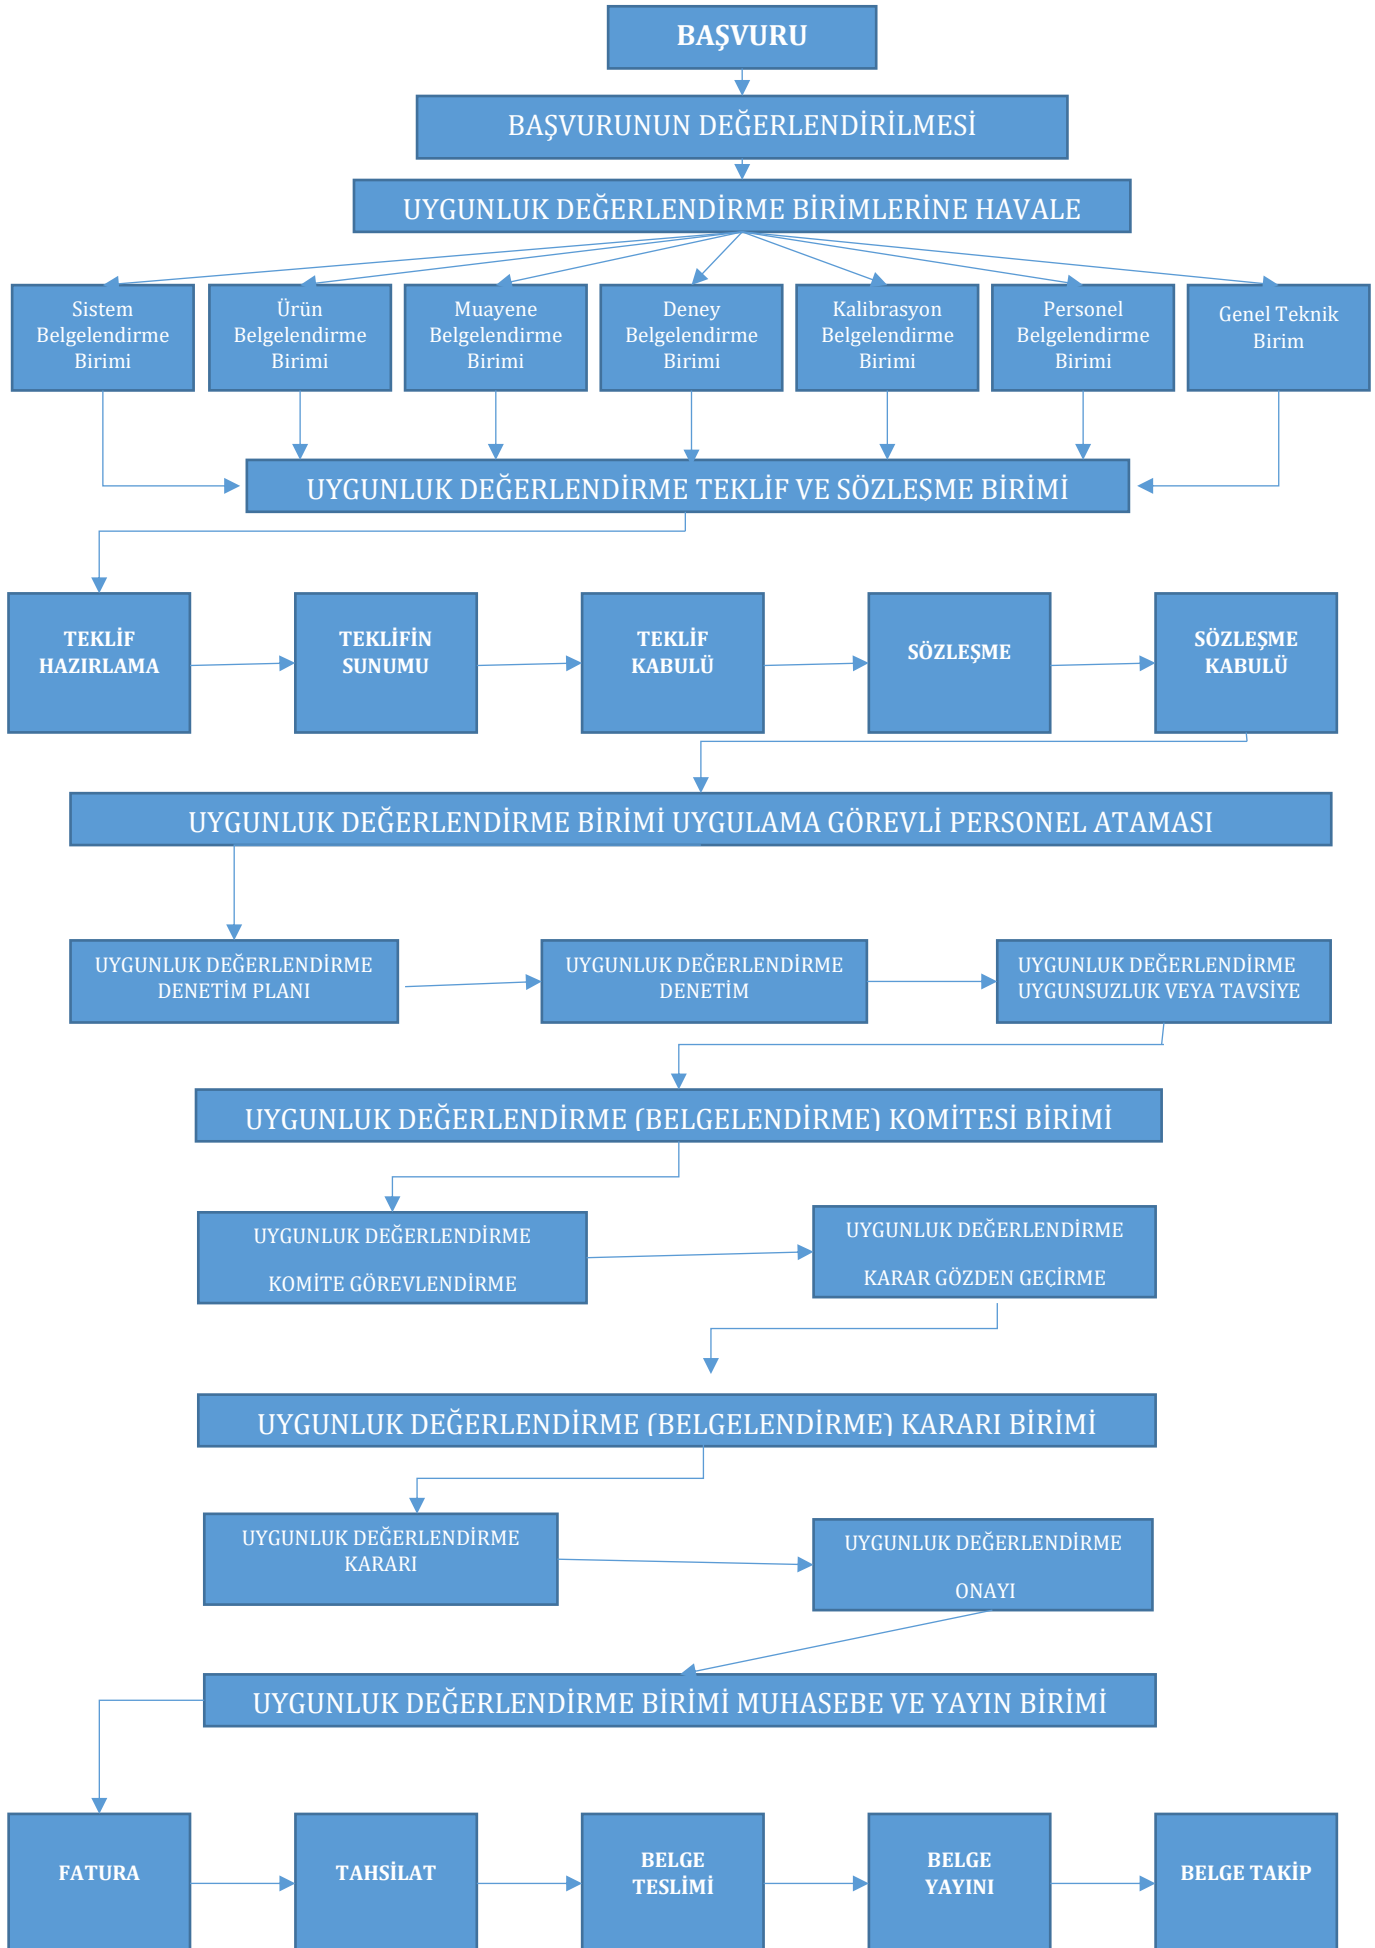 BAŞVURU
BAŞVURUNUN DEĞERLENDİRİLMESİ
UYGUNLUK DEĞERLENDİRME BİRİMLERİNE HAVALE
Sistem
Belgelendirme
Birimi
Ürün
Belgelendirme
Birimi
Muayene
Belgelendirme
Birimi
Deney
Belgelendirme
Birimi
Kalibrasyon
Belgelendirme
Birimi
Personel
Belgelendirme
Birimi
Genel Teknik
Birim
UYGUNLUK DEĞERLENDİRME TEKLİF VE SÖZLEŞME BİRİMİ
TEKLİF
HAZIRLAMA
TEKLİFİN
SUNUMU
TEKLİF
KABULÜ
SÖZLEŞME
SÖZLEŞME
KABULÜ
UYGUNLUK DEĞERLENDİRME BİRİMİ UYGULAMA GÖREVLİ PERSONEL ATAMASI
UYGUNLUK DEĞERLENDİRME
DENETİM PLANI
UYGUNLUK DEĞERLENDİRME
DENETİM
UYGUNLUK DEĞERLENDİRME
UYGUNSUZLUK VEYA TAVSİYE
UYGUNLUK DEĞERLENDİRME (BELGELENDİRME) KOMİTESİ BİRİMİ
UYGUNLUK DEĞERLENDİRME
KOMİTE GÖREVLENDİRME
UYGUNLUK DEĞERLENDİRME
KARAR GÖZDEN GEÇİRME
UYGUNLUK DEĞERLENDİRME (BELGELENDİRME) KARARI BİRİMİ
UYGUNLUK DEĞERLENDİRME
KARARI
UYGUNLUK DEĞERLENDİRME
ONAYI
UYGUNLUK DEĞERLENDİRME BİRİMİ MUHASEBE VE YAYIN BİRİMİ
FATURA
TAHSİLAT
BELGE
TESLİMİ
BELGE
YAYINI
BELGE TAKİP